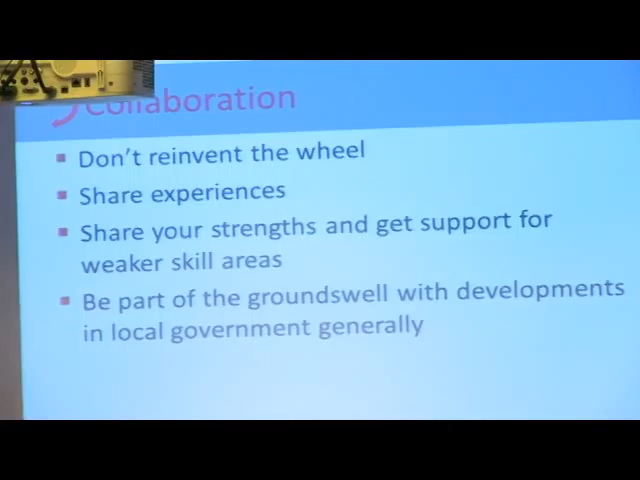 Collaboration
Don't reinvent the wheel
Share experiences
Share your strengths and get support for
weaker skill areas
Be part of the groundswell with developments
in local government generally